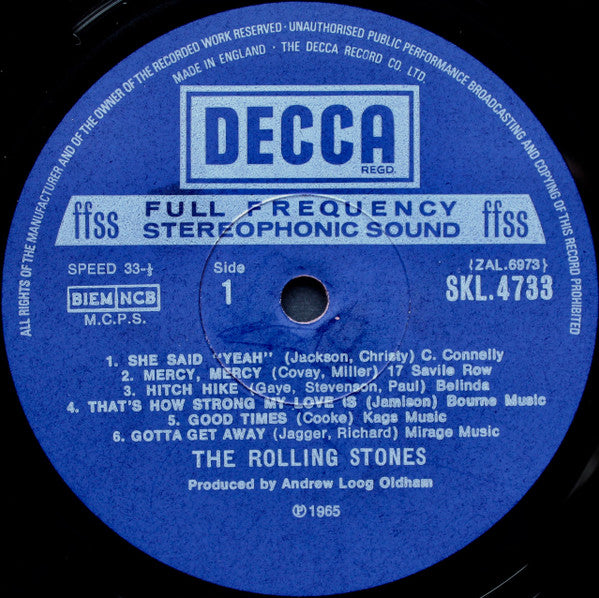 ALL RIGHTS OF THE MANUFACTURER AND OF THE OWNER OF THE RECORDED WORK RESERVED · UNAUTHORISED PUBLIC PERFORMANCE BROADCASTING AND COPYING OF THIS RECORD PROHIBITED
MADE IN ENGLAND · THE DECCA RECORD CO. LTD.
DECCA
REGD.
ffss FULL FREQUENCY ffss
STEREOPHONIC SOUND
SPEED 33-⅓ Side (ZAL.6973)
BIEM NCB 1 SKL.4733
M.C.P.S.
1. SHE SAID "YEAH" (Jackson, Christy) C. Connelly
2. MERCY, MERCY (Covay, Miller) 17 Savile Row
3. HITCH HIKE (Gaye, Stevenson, Paul) Belinda
4. THAT'S HOW STRONG MY LOVE IS (Jamison) Bourne Music
5. GOOD TIMES (Cooke) Kags Music
6. GOTTA GET AWAY (Jagger, Richard) Mirage Music
THE ROLLING STONES
Produced by Andrew Loog Oldham
℗1965